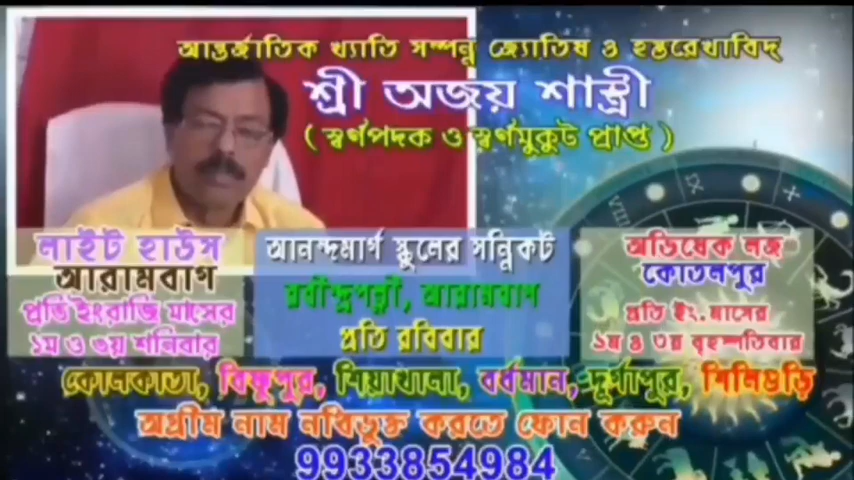 আন্তর্জাতিক খ্যাতি সম্পন্ন জ্যোতিষ ও হস্তরেখাবিদ্
শ্রী অজয় শাস্ত্রী
( স্বর্ণপদক ও স্বর্ণমুকুট প্রাপ্ত )
লাইট হাউস
আরামবাগ
প্রতি ইংরাজি মাসের
১ম ও ৩য় শনিবার
আনন্দমার্গ স্কুলের সন্নিকট
রবীন্দ্রপল্লী, আরামবাগ
প্রতি রবিবার
অভিষেক লজ
কোতলপুর
প্রতি ইং.মাসের
১ম ও ৩য় বৃহস্পতিবার
কোলকাতা, বিষ্ণুপুর, শিয়াখালা, বর্ধমান, দূর্গাপুর, শিলিগুড়ি
অগ্রীম নাম নথিভুক্ত করতে ফোন করুন
9933854984